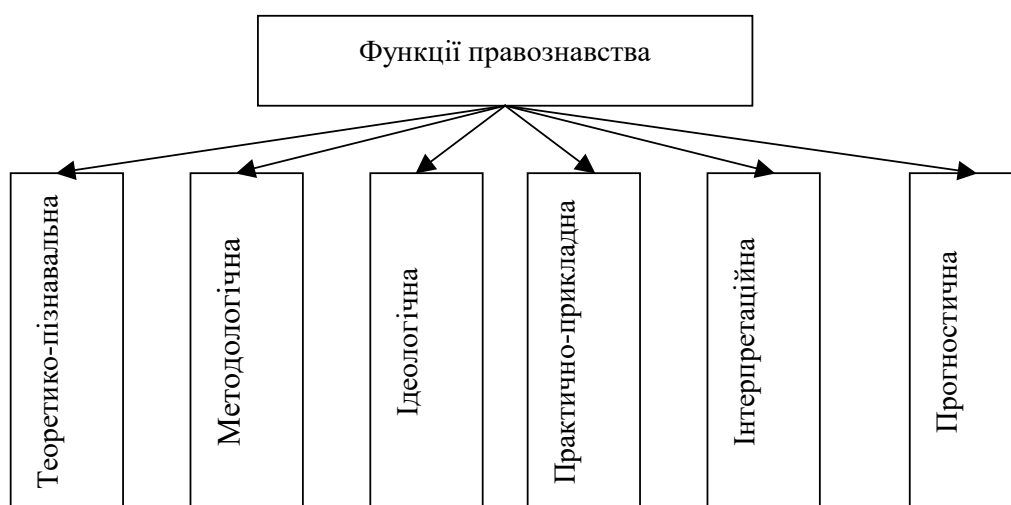 Функції правознавства
Теоретико-пізнавальна
Методологічна
Ідеологічна
Практично-прикладна
Інтерпретаційна
Прогностична